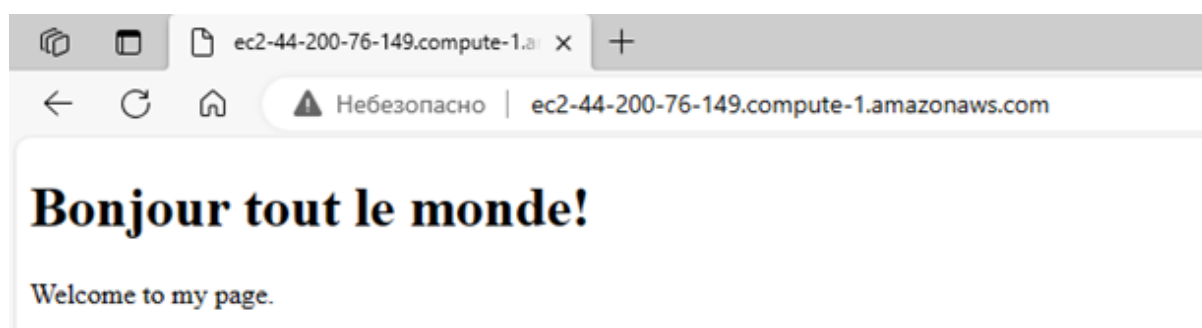 ec2-44-200-76-149.compute-1.a
Небезопасно | ec2-44-200-76-149.compute-1.amazonaws.com
Bonjour tout le monde!
Welcome to my page.